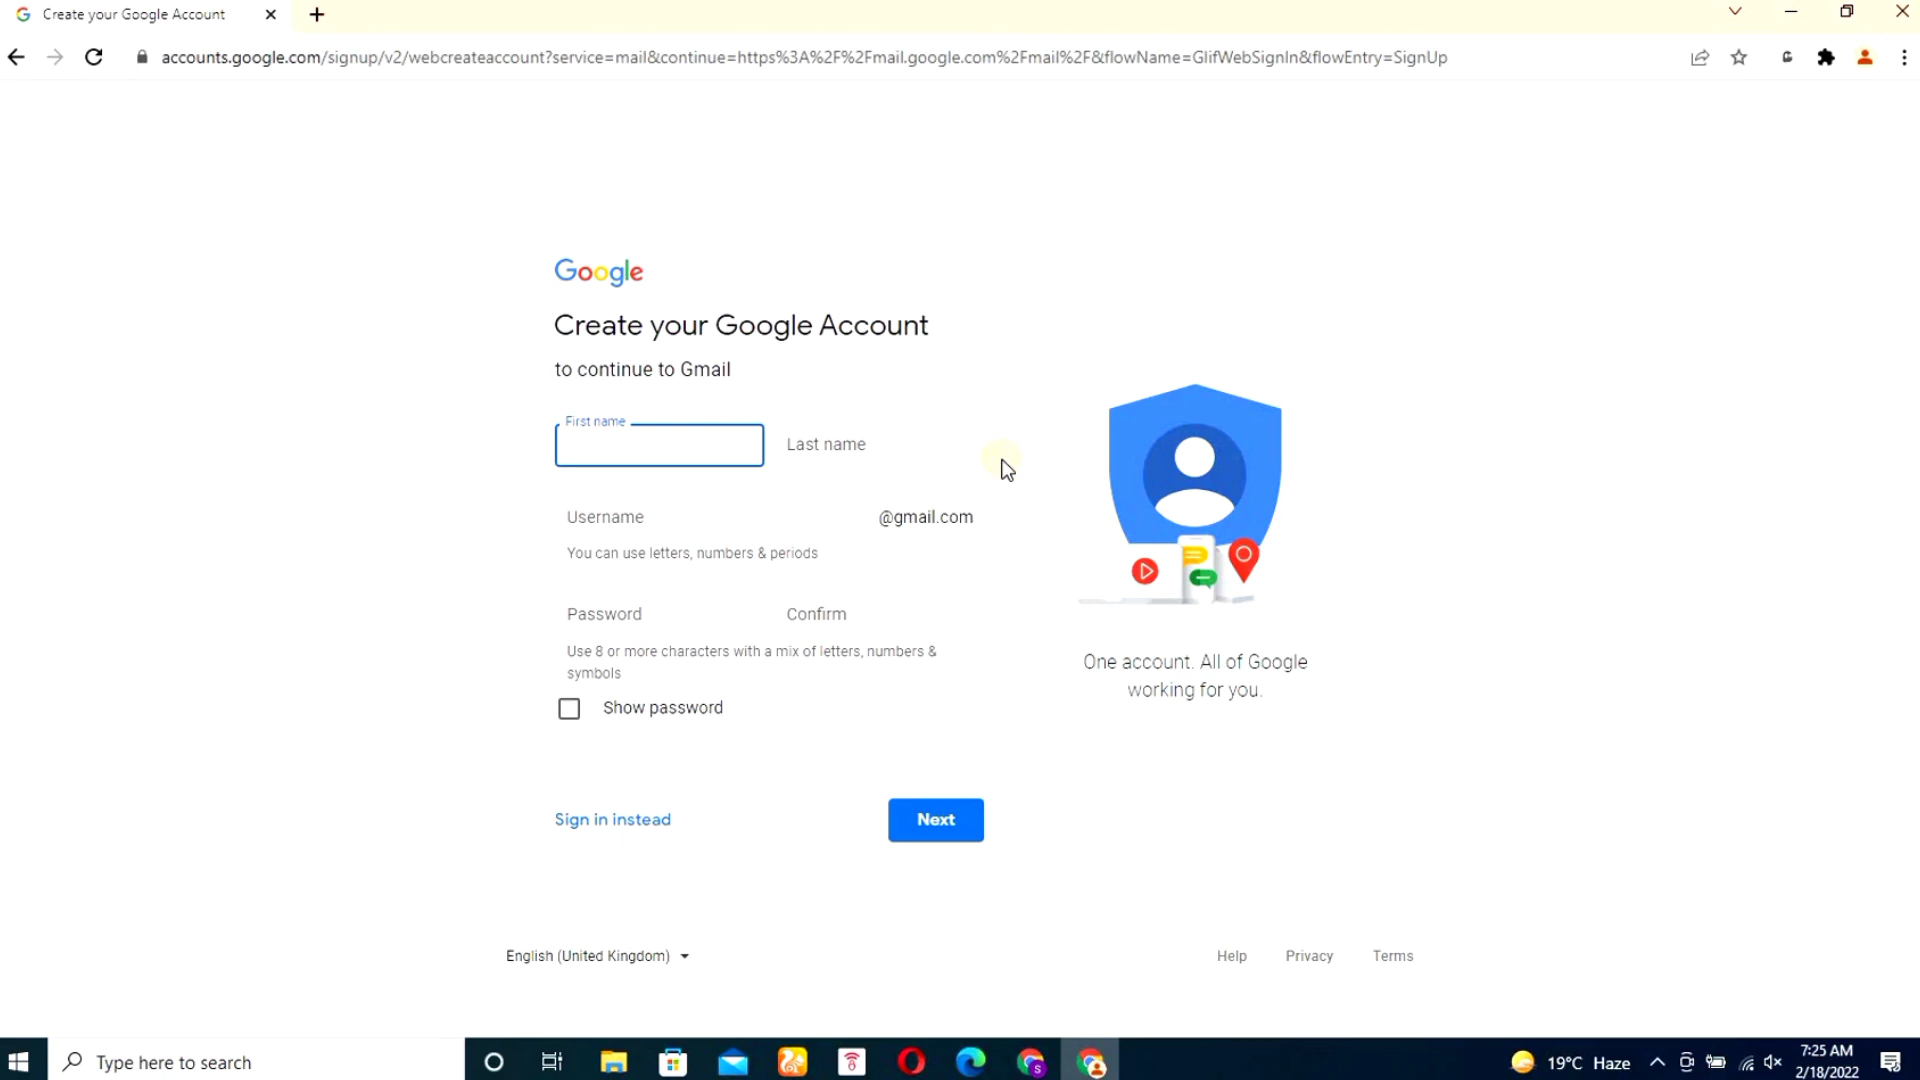 Create your Google Account
accounts.google.com/signup/v2/webcreateaccount?service=mail&continue=https%3A%2F%2Fmail.google.com%2Fmail%2F&flowName=GlifWebSignIn&flowEntry=SignUp
Google
Create your Google Account
to continue to Gmail
First name
Last name
Username
@gmail.com
You can use letters, numbers & periods
Password
Confirm
Use 8 or more characters with a mix of letters, numbers &
symbols
Show password
One account. All of Google
working for you.
Sign in instead
Next
English (United Kingdom)
Help
Privacy
Terms
Type here to search
19°C Haze
7:25 AM
2/18/2022